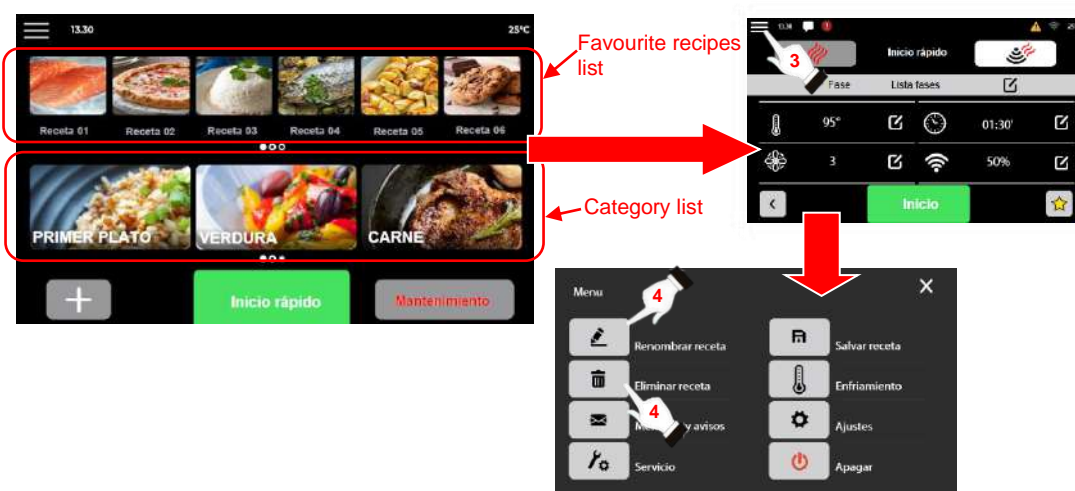 13.30
25°C
Favourite recipes
list
Receta 01
Receta 02
Receta 03
Receta 04
Receta 05
Receta 06
Category list
PRIMER PLATO
VERDURA
CARNE
Inicio rápido
Mantenimiento
3
Inicio rápido
Fase
Lista fases
95°
01:30'
3
50%
Inicio
Menu
4
Renombrar receta
Salvar receta
Eliminar receta
Enfriamiento
4
y avisos
Ajustes
Servicio
Apagar